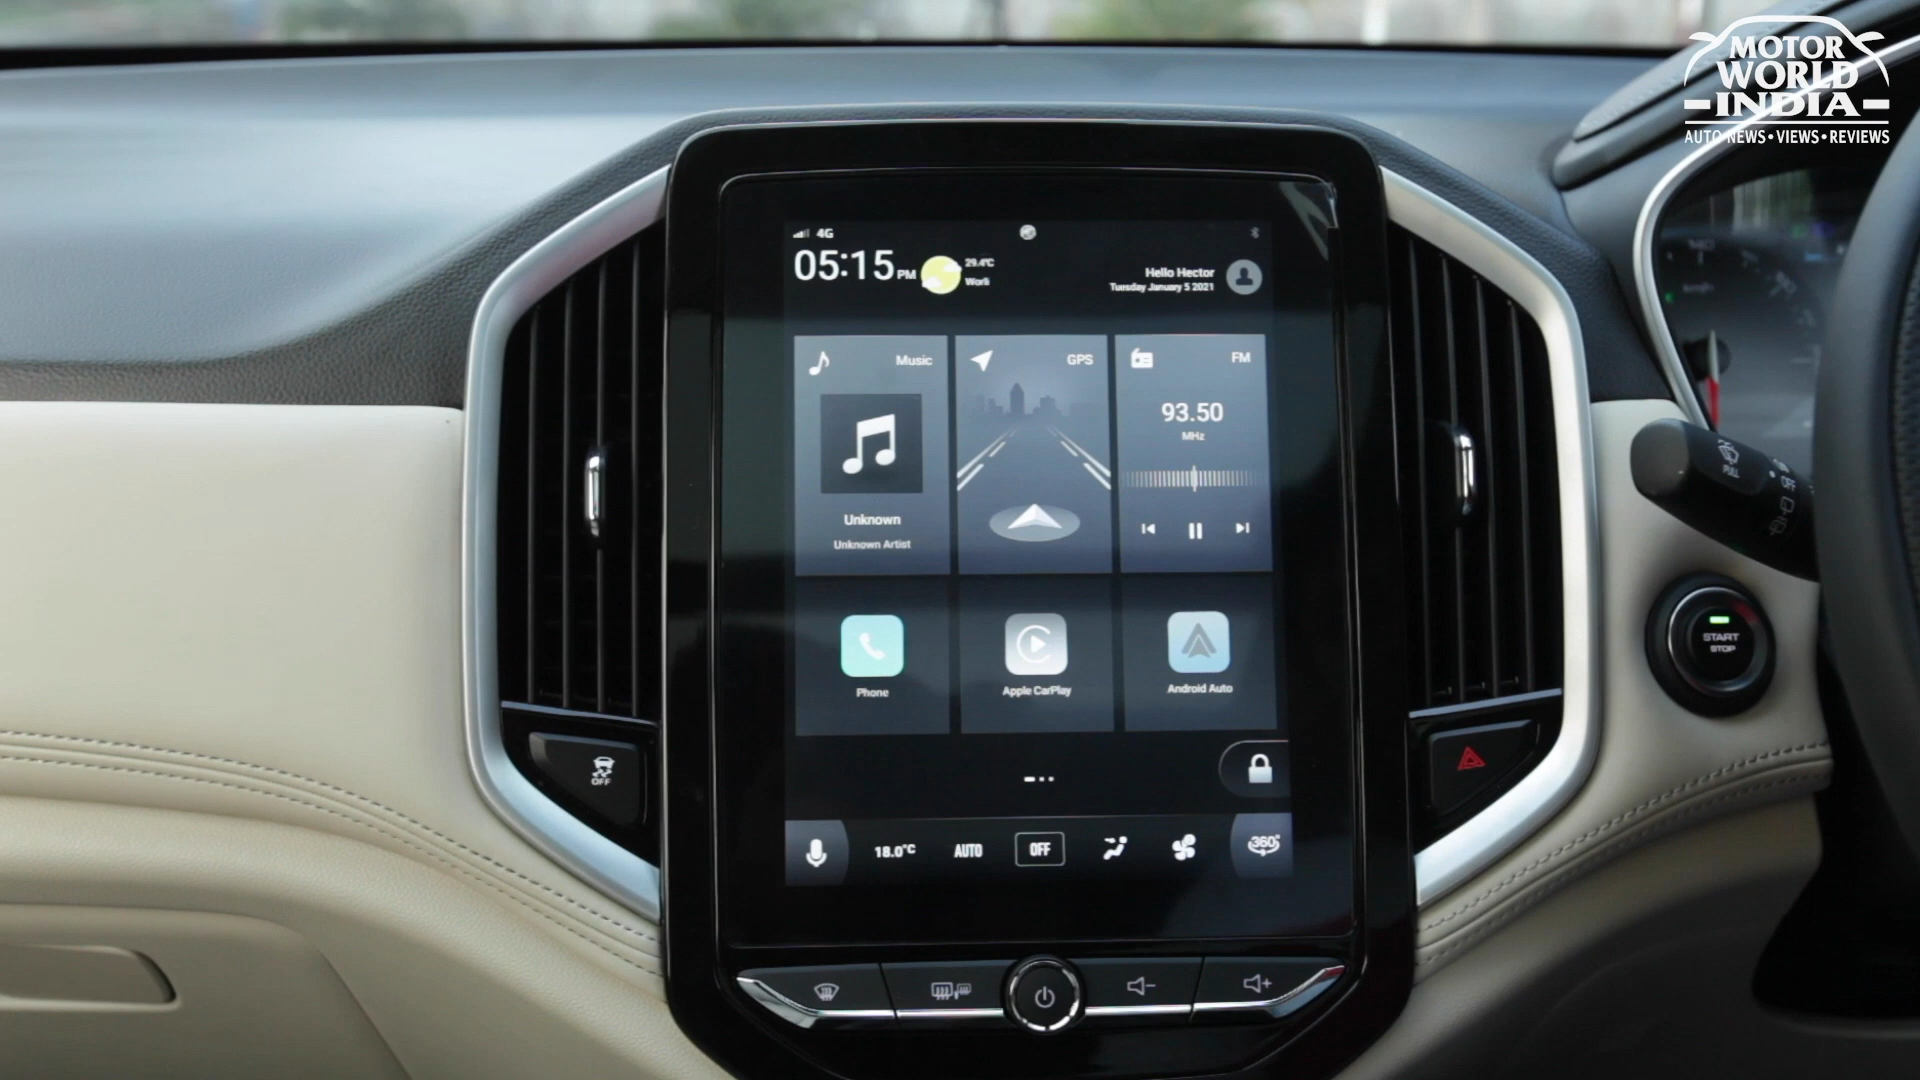 MOTOR
WORLD
INDIA
AUTO NEWS • VIEWS • REVIEWS
4G
05:15 PM
29.4°C
Worli
Hello Hector
Tuesday January 5 2021
Music
GPS
FM
93.50
MHz
Unknown
Unknown Artist
Phone
Apple CarPlay
Android Auto
OFF
18.0°C
AUTO
OFF
360°
PULL
OFF
START
STOP